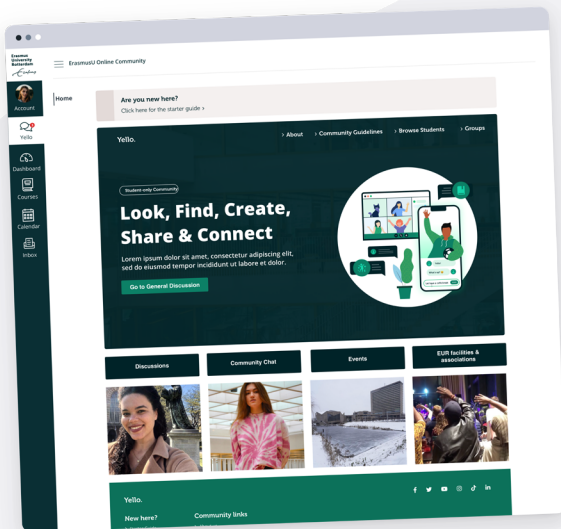 Erasmus
University
Rotterdam
Erasmus
ErasmusU Online Community
Account
Yello
Dashboard
Courses
Calendar
Inbox
Home
Are you new here?
Click here for the starter guide ›
Yello.
› About › Community Guidelines › Browse Students › Groups
Student-only Community
Look, Find, Create,
Share & Connect
Lorem ipsum dolor sit amet, consectetur adipiscing elit,
sed do eiusmod tempor incididunt ut labore et dolor.
Go to General Discussion
Discussions
Community Chat
Events
EUR facilities &
associations
Yello.
New here?
Community links